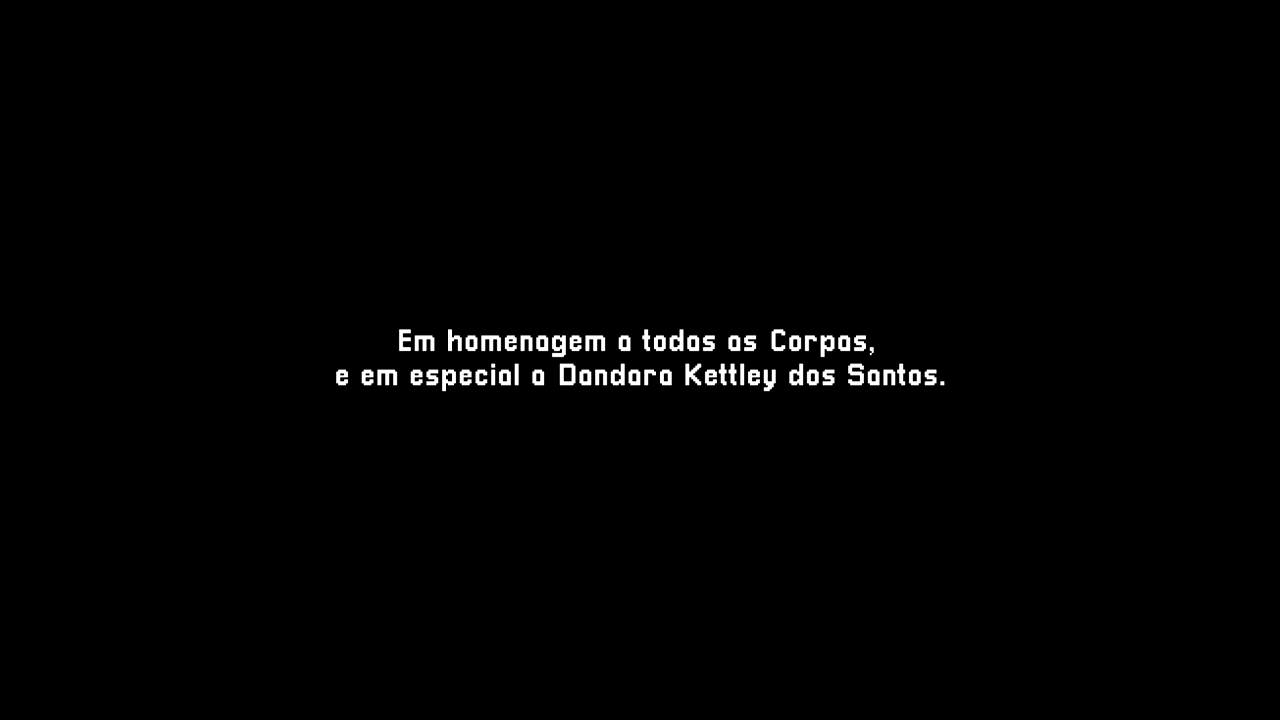 Em homenagem a todas as Corpas,
e em especial a Dandara Kettley dos Santos.